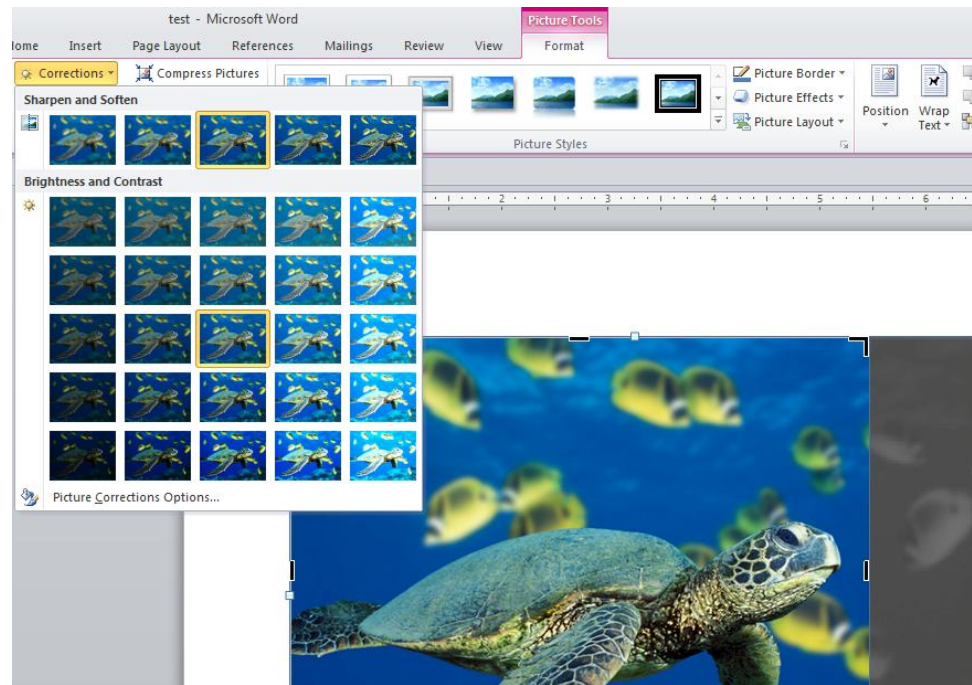 test - Microsoft Word
Picture Tools
lome Insert Page Layout References Mailings Review View Format
Corrections Compress Pictures
Picture Border
Picture Effects
Picture Layout
Position
Wrap
Text
Picture Styles
Sharpen and Soften
Brightness and Contrast
Picture Corrections Options...
2 3 4 5 6